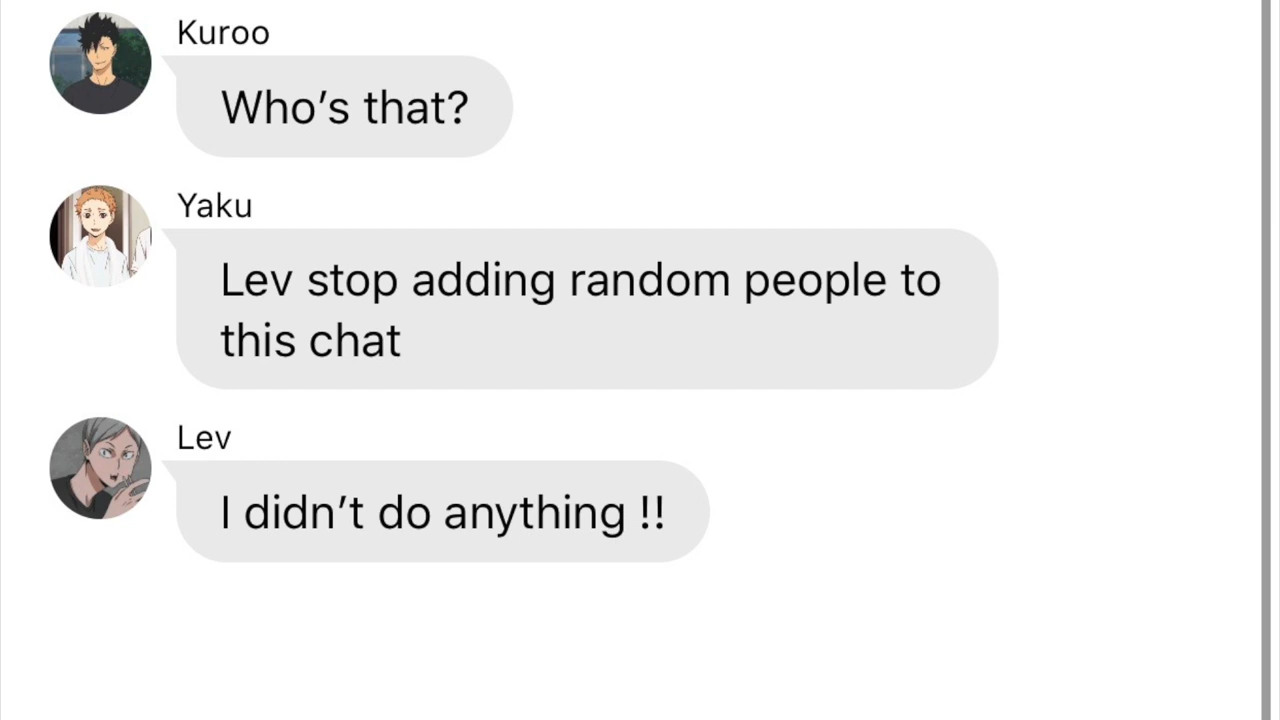 Kuroo
Who’s that?
Yaku
Lev stop adding random people to
this chat
Lev
I didn’t do anything !!